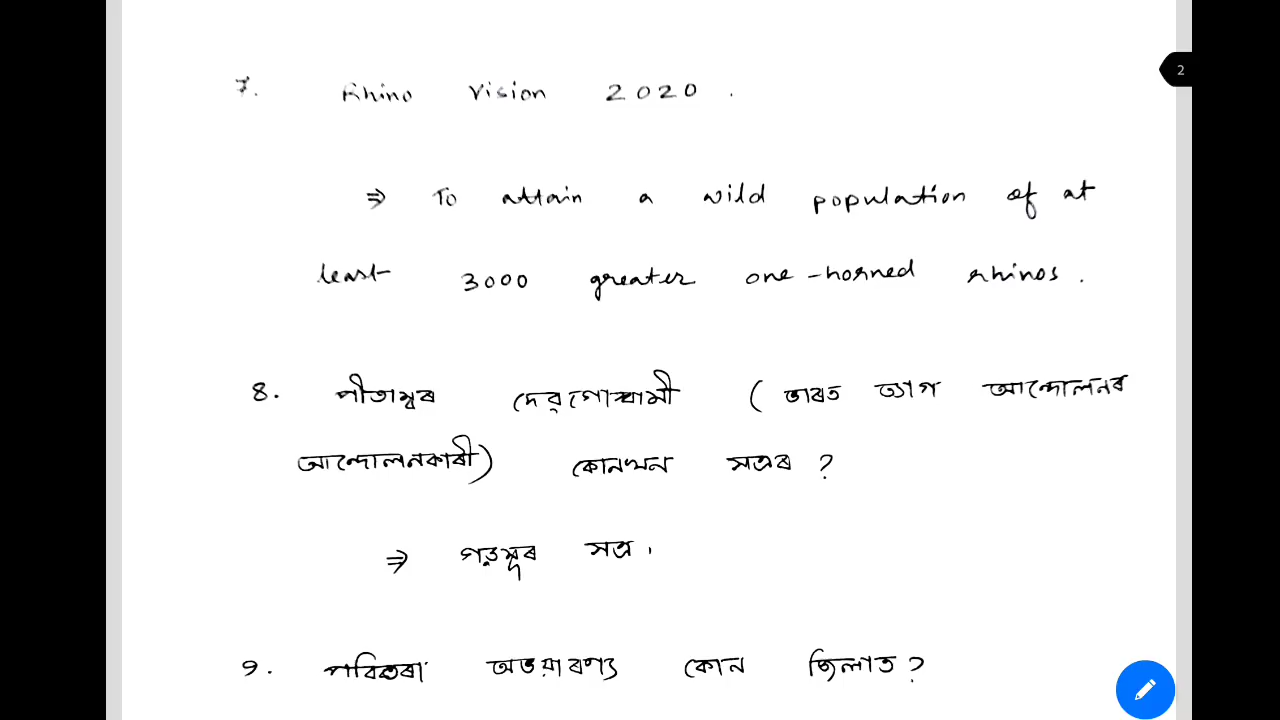 2
7. Rhino Vision 2020.
⇒ To attain a wild population of at
least 3000 greater one-horned rhinos.
8. পীতাম্বৰ দেৱগোস্বামী (ভাৰত ত্যাগ আন্দোলনৰ
আন্দোলনকাৰী) কোনখন সত্ৰৰ ?
⇒ সত্ৰ .
9. পবিতৰা অভয়াৰণ্য কোন জিলাত ?